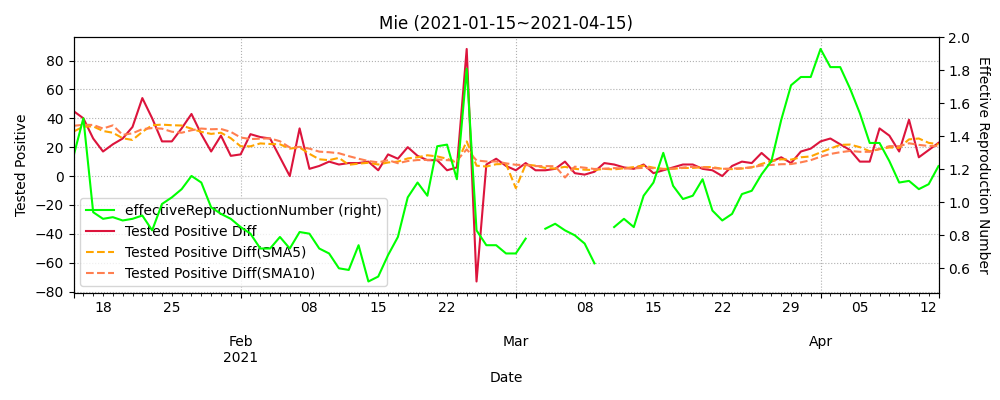 Mie (2021-01-15~2021-04-15)
Tested Positive
80
60
40
20
0
−20
−40
−60
−80
2.0
1.8
1.6
1.4
1.2
1.0
0.8
0.6
Effective Reproduction Number
effectiveReproductionNumber (right)
Tested Positive Diff
Tested Positive Diff(SMA5)
Tested Positive Diff(SMA10)
18 25 08 15 22 08 15 22 29 05 12
Feb Mar Apr
2021
Date